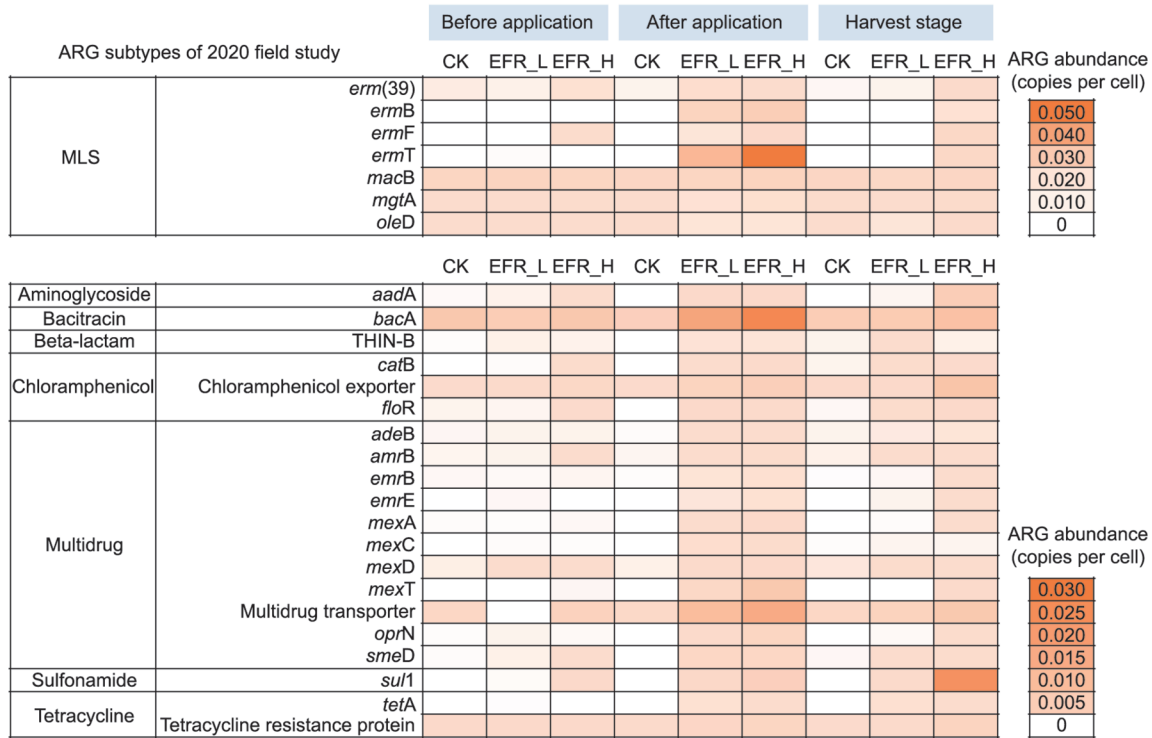 Before application After application Harvest stage
ARG subtypes of 2020 field study
CK EFR_L EFR_H CK EFR_L EFR_H CK EFR_L EFR_H
ARG abundance
(copies per cell)
MLS
erm(39)
ermB
ermF
ermT
macB
mgtA
oleD
0.050
0.040
0.030
0.020
0.010
0
CK EFR_L EFR_H CK EFR_L EFR_H CK EFR_L EFR_H
Aminoglycoside aadA
Bacitracin bacA
Beta-lactam THIN-B
Chloramphenicol
catB
Chloramphenicol exporter
floR
Multidrug
adeB
amrB
emrB
emrE
mexA
mexC
mexD
mexT
Multidrug transporter
oprN
smeD
Sulfonamide sul1
Tetracycline
tetA
Tetracycline resistance protein
ARG abundance
(copies per cell)
0.030
0.025
0.020
0.015
0.010
0.005
0